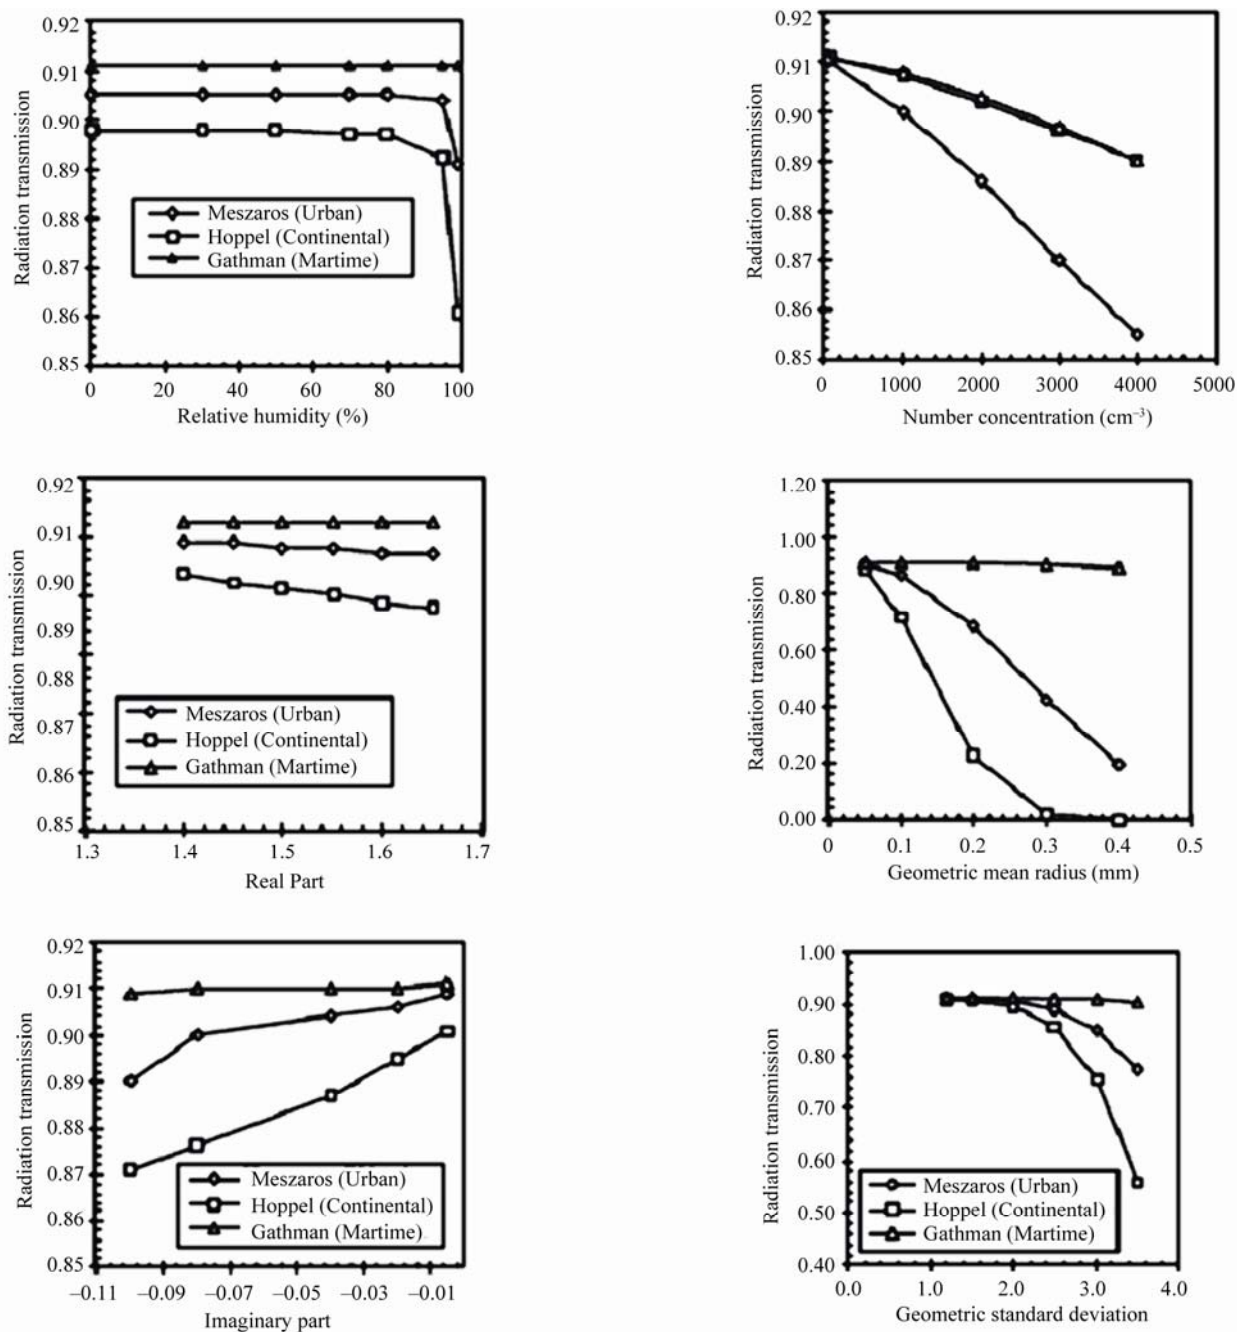 0.92
0.91
0.90
0.89
0.88
0.87
0.86
0.85
Radiation transmission
Meszaros (Urban)
Hoppel (Continental)
Gathman (Martime)
0 20 40 60 80 100
Relative humidity (%)
0.92
0.91
0.90
0.89
0.88
0.87
0.86
0.85
Radiation transmission
0 1000 2000 3000 4000 5000
Number concentration (cm⁻³)
0.92
0.91
0.90
0.89
0.88
0.87
0.86
0.85
Radiation transmission
Meszaros (Urban)
Hoppel (Continental)
Gathman (Martime)
1.3 1.4 1.5 1.6 1.7
Real Part
1.20
1.00
0.80
0.60
0.40
0.20
0.00
Radiation transmission
0 0.1 0.2 0.3 0.4 0.5
Geometric mean radius (mm)
0.92
0.91
0.90
0.89
0.88
0.87
0.86
0.85
Radiation transmission
Meszaros (Urban)
Hoppel (Continental)
Gathman (Martime)
–0.11 –0.09 –0.07 –0.05 –0.03 –0.01
Imaginary part
1.00
0.90
0.80
0.70
0.60
0.50
0.40
Radiation transmission
Meszaros (Urban)
Hoppel (Continental)
Gathman (Martime)
0.0 1.0 2.0 3.0 4.0
Geometric standard deviation